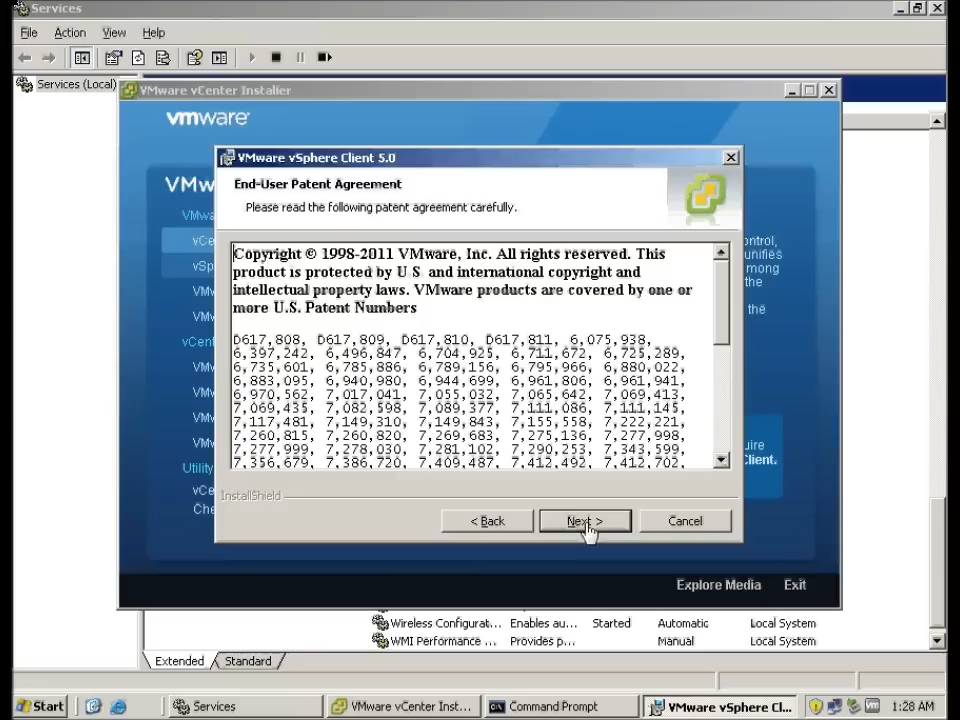 Services
File Action View Help
Services (Local)
VMware vCenter Installer
vmware
VMware vSphere Client 5.0
End-User Patent Agreement
Please read the following patent agreement carefully.
Copyright © 1998-2011 VMware, Inc. All rights reserved. This
product is protected by U S and international copyright and
intellectual property laws. VMware products are covered by one or
more U.S. Patent Numbers
D617,808, D617,809, D617,810, D617,811, 6,075,938,
6,397,242, 6,496,847, 6,704,925, 6,711,672, 6,725,289,
6,735,601, 6,785,886, 6,789,156, 6,795,966, 6,880,022,
6,883,095, 6,940,980, 6,944,699, 6,961,806, 6,961,941,
6,970,562, 7,017,041, 7,055,032, 7,065,642, 7,069,413,
7,069,435, 7,082,598, 7,089,377, 7,111,086, 7,111,145,
7,117,481, 7,149,310, 7,149,843, 7,155,558, 7,222,221,
7,260,815, 7,260,820, 7,269,683, 7,275,136, 7,277,998,
7,277,999, 7,278,030, 7,281,102, 7,290,253, 7,343,599,
7,356,679, 7,386,720, 7,409,487, 7,412,492, 7,412,702,
InstallShield
< Back Next > Cancel
Utility
the
among
the
Client.
Explore Media Exit
Wireless Configurat... Enables au... Started Automatic Local System
WMI Performance ... Provides p... Manual Local System
Extended Standard
Start Services VMware vCenter Inst... Command Prompt VMware vSphere Cl... 1:28 AM